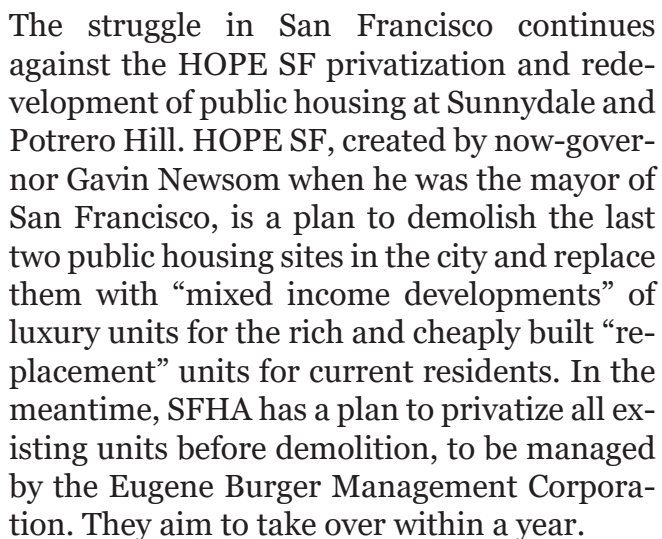 The struggle in San Francisco continues
against the HOPE SF privatization and rede-
velopment of public housing at Sunnydale and
Potrero Hill. HOPE SF, created by now-gover-
nor Gavin Newsom when he was the mayor of
San Francisco, is a plan to demolish the last
two public housing sites in the city and replace
them with “mixed income developments” of
luxury units for the rich and cheaply built “re-
placement” units for current residents. In the
meantime, SFHA has a plan to privatize all ex-
isting units before demolition, to be managed
by the Eugene Burger Management Corpora-
tion. They aim to take over within a year.